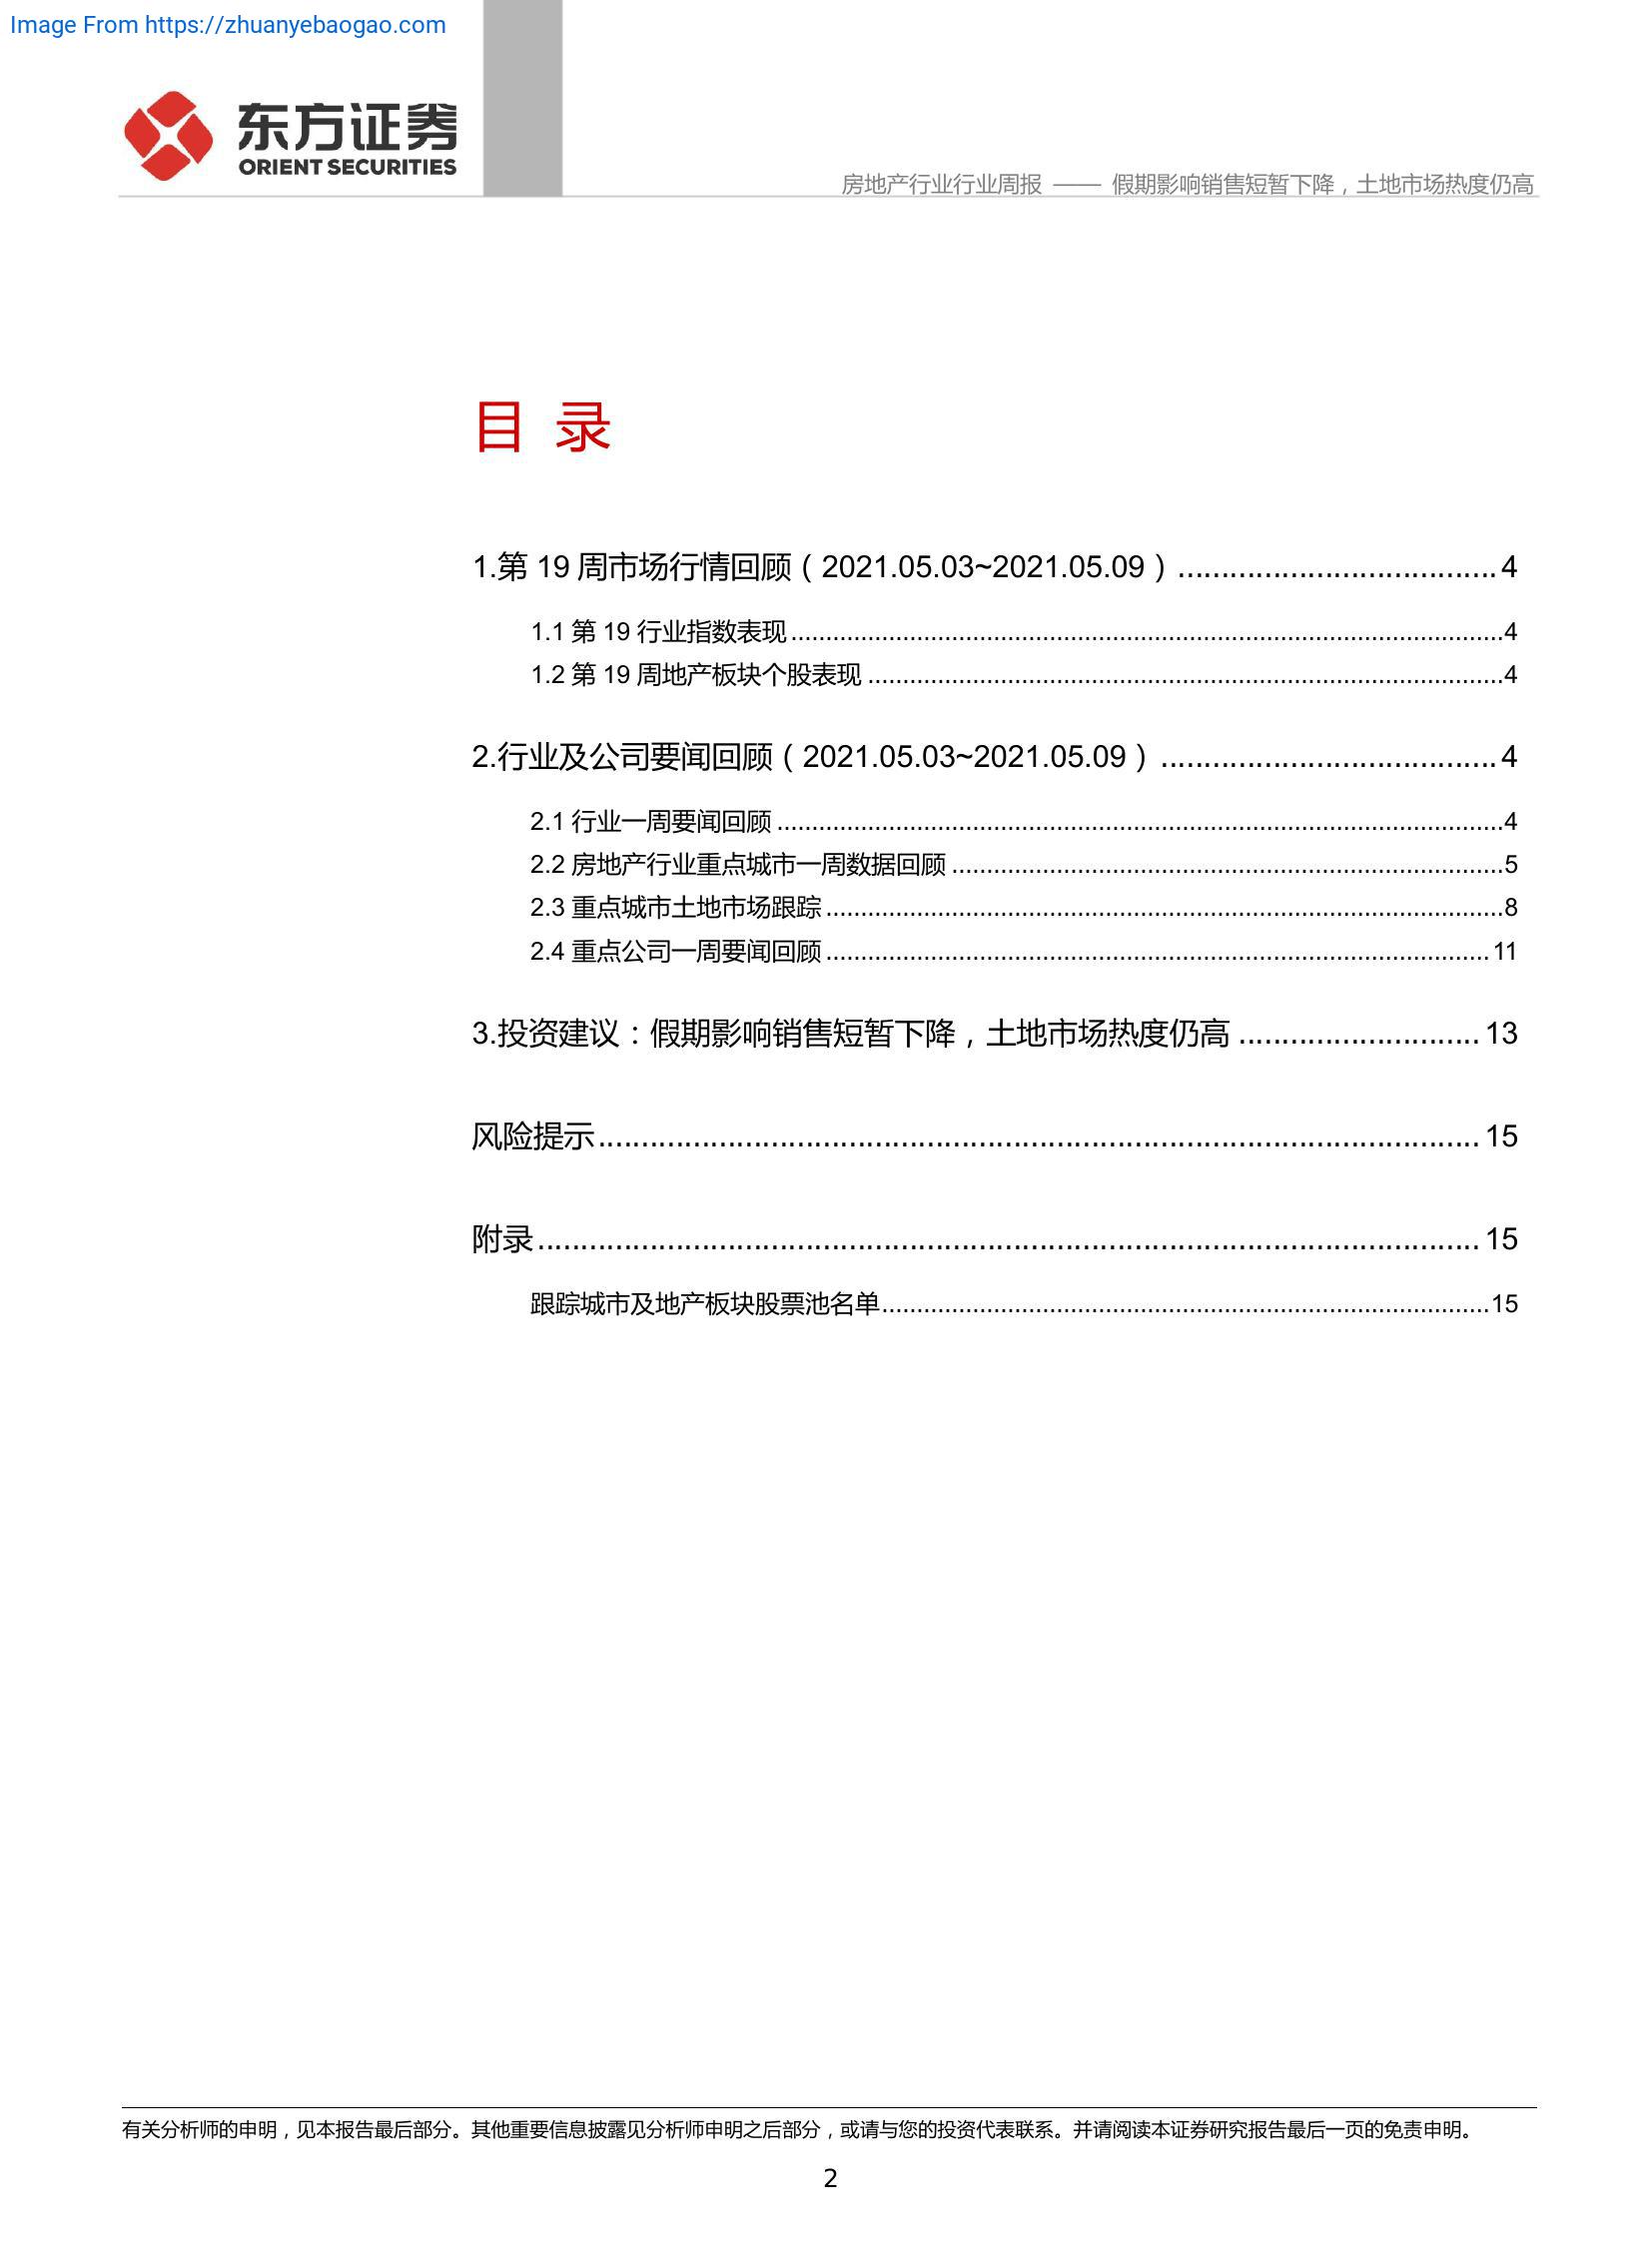 Image From https://zhuanyebaogao.com
东方证券
ORIENT SECURITIES
房地产行业行业周报 —— 假期影响销售短暂下降，土地市场热度仍高
目 录
1.第 19 周市场行情回顾（2021.05.03~2021.05.09）.....................................4
1.1 第 19 行业指数表现.......................................................................................................4
1.2 第 19 周地产板块个股表现 ...........................................................................................4
2.行业及公司要闻回顾（2021.05.03~2021.05.09）.......................................4
2.1 行业一周要闻回顾 ........................................................................................................4
2.2 房地产行业重点城市一周数据回顾 ...............................................................................5
2.3 重点城市土地市场跟踪.................................................................................................8
2.4 重点公司一周要闻回顾...............................................................................................11
3.投资建议：假期影响销售短暂下降，土地市场热度仍高 ............................13
风险提示......................................................................................................15
附录.............................................................................................................15
跟踪城市及地产板块股票池名单.......................................................................................15
有关分析师的申明，见本报告最后部分。其他重要信息披露见分析师申明之后部分，或请与您的投资代表联系。并请阅读本证券研究报告最后一页的免责申明。
2